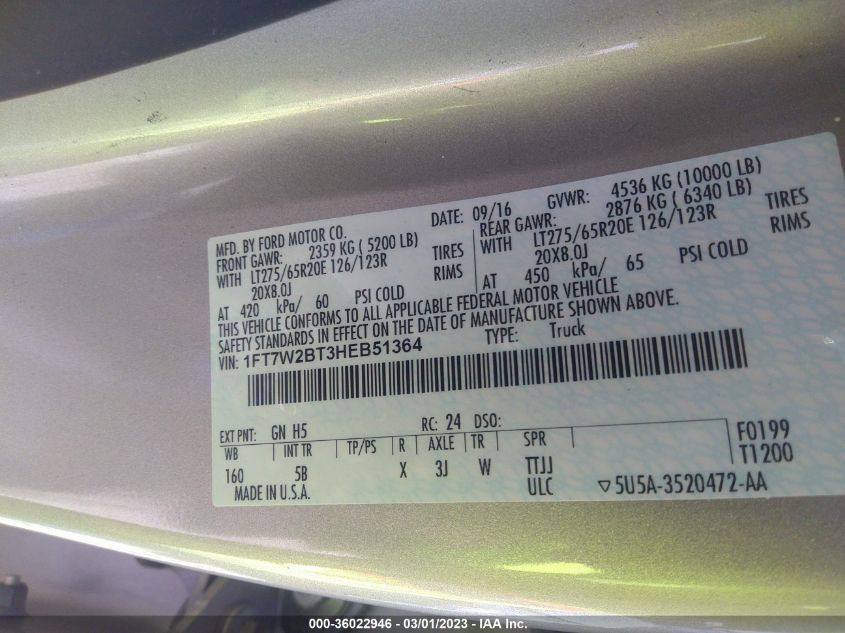 MFD. BY FORD MOTOR CO.
DATE: 09/16 GVWR: 4536 KG (10000 LB)
FRONT GAWR: 2359 KG ( 5200 LB)
REAR GAWR: 2876 KG ( 6340 LB)
WITH LT275/65R20E 126/123R TIRES
WITH LT275/65R20E 126/123R TIRES
20X8.0J RIMS
20X8.0J RIMS
AT 420 kPa/ 60 PSI COLD
AT 450 kPa/ 65 PSI COLD
THIS VEHICLE CONFORMS TO ALL APPLICABLE FEDERAL MOTOR VEHICLE
SAFETY STANDARDS IN EFFECT ON THE DATE OF MANUFACTURE SHOWN ABOVE.
VIN: 1FT7W2BT3HEB51364 TYPE: Truck
EXT PNT: GN H5 RC: 24 DSO:
WB INT TR TP/PS R AXLE TR SPR F0199
160 5B X 3J W TTJJ T1200
MADE IN U.S.A. ULC ▽5U5A-3520472-AA
000-36022946 - 03/01/2023 - IAA Inc.